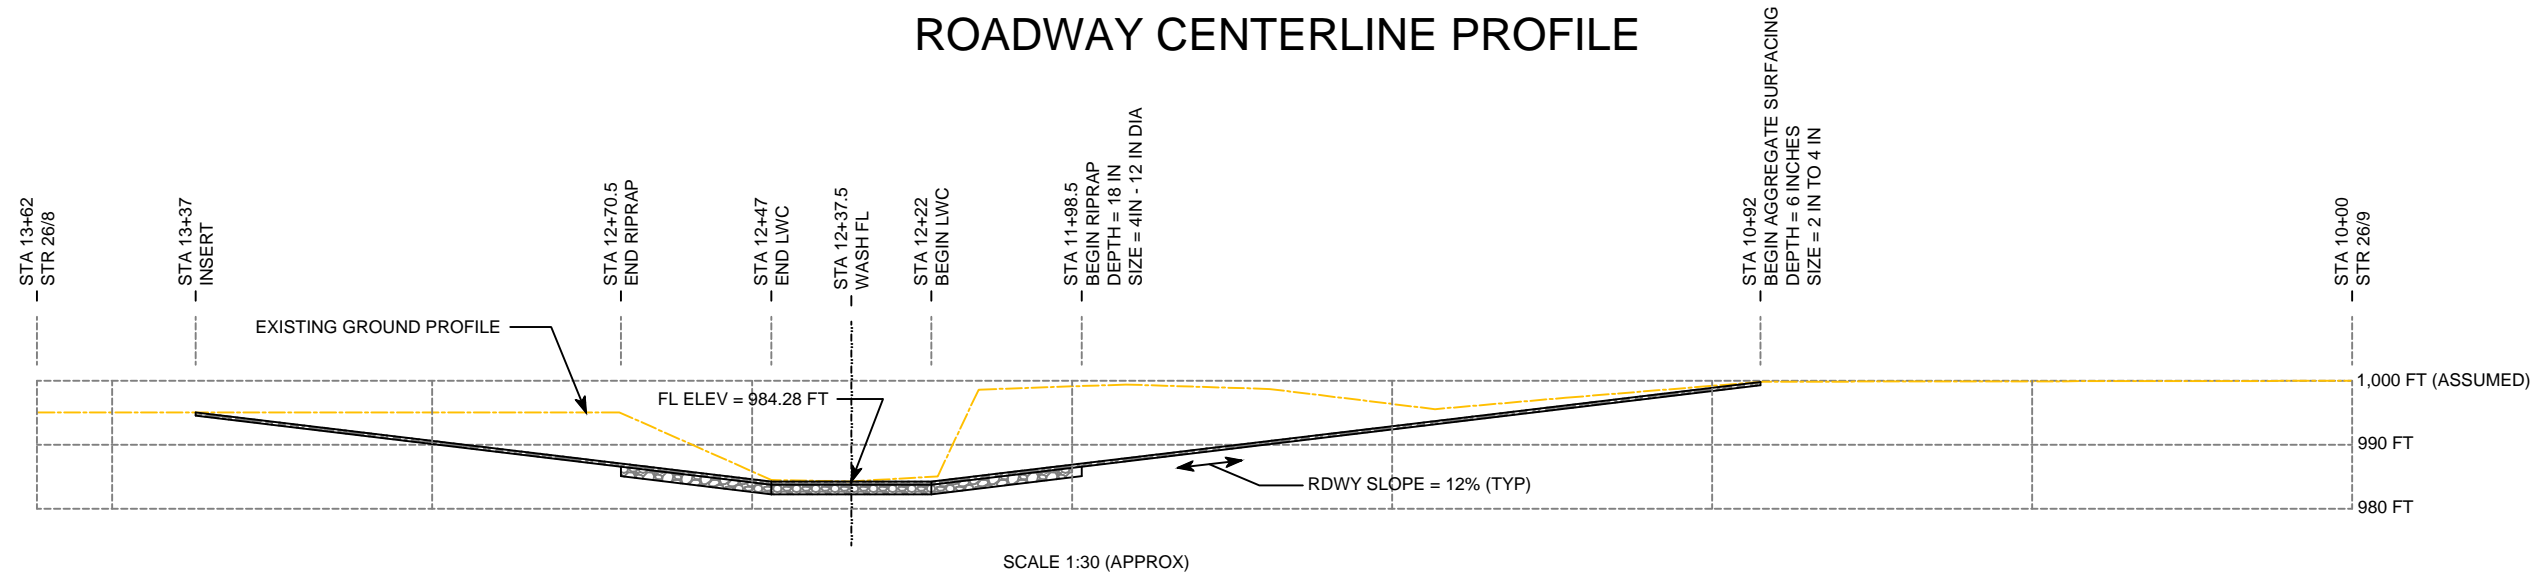 ROADWAY CENTERLINE PROFILE
STA 13+62
STR 26/8
STA 13+37
INSERT
STA 12+70.5
END RIPRAP
STA 12+47
END LWC
STA 12+37.5
WASH FL
STA 12+22
BEGIN LWC
STA 11+98.5
BEGIN RIPRAP
DEPTH = 18 IN
SIZE = 4IN - 12 IN DIA
STA 10+92
BEGIN AGGREGATE SURFACING
DEPTH = 6 INCHES
SIZE = 2 IN TO 4 IN
STA 10+00
STR 26/9
EXISTING GROUND PROFILE
FL ELEV = 984.28 FT
1,000 FT (ASSUMED)
990 FT
RDWY SLOPE = 12% (TYP)
980 FT
SCALE 1:30 (APPROX)